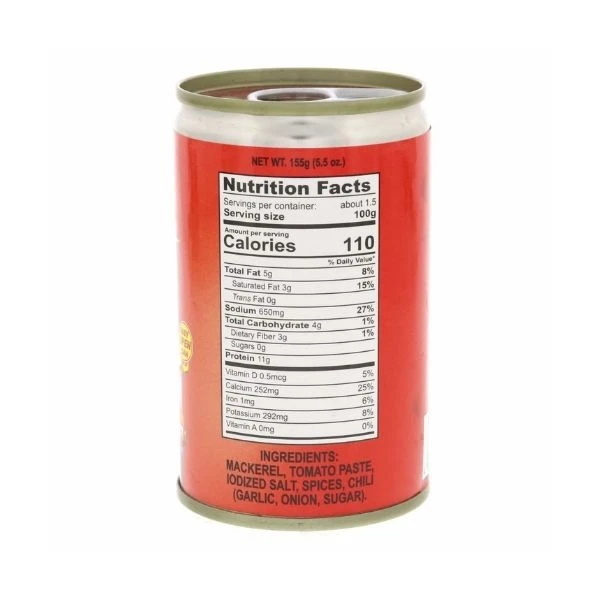 NET WT. 155g (5,5 oz.)
Nutrition Facts
Servings per container: about 1.5
Serving size 100g
Amount per serving
Calories 110
% Daily Value*
Total Fat 5g 8%
Saturated Fat 3g 15%
Trans Fat 0g
Sodium 650mg 27%
Total Carbohydrate 4g 1%
Dietary Fiber 3g 1%
Sugars 0g
Protein 11g
Vitamin D 0.5mcg 5%
Calcium 252mg 25%
Iron 1mg 6%
Potassium 292mg 8%
Vitamin A 0mg 0%
INGREDIENTS:
MACKEREL, TOMATO PASTE,
IODIZED SALT, SPICES, CHILI
(GARLIC, ONION, SUGAR).